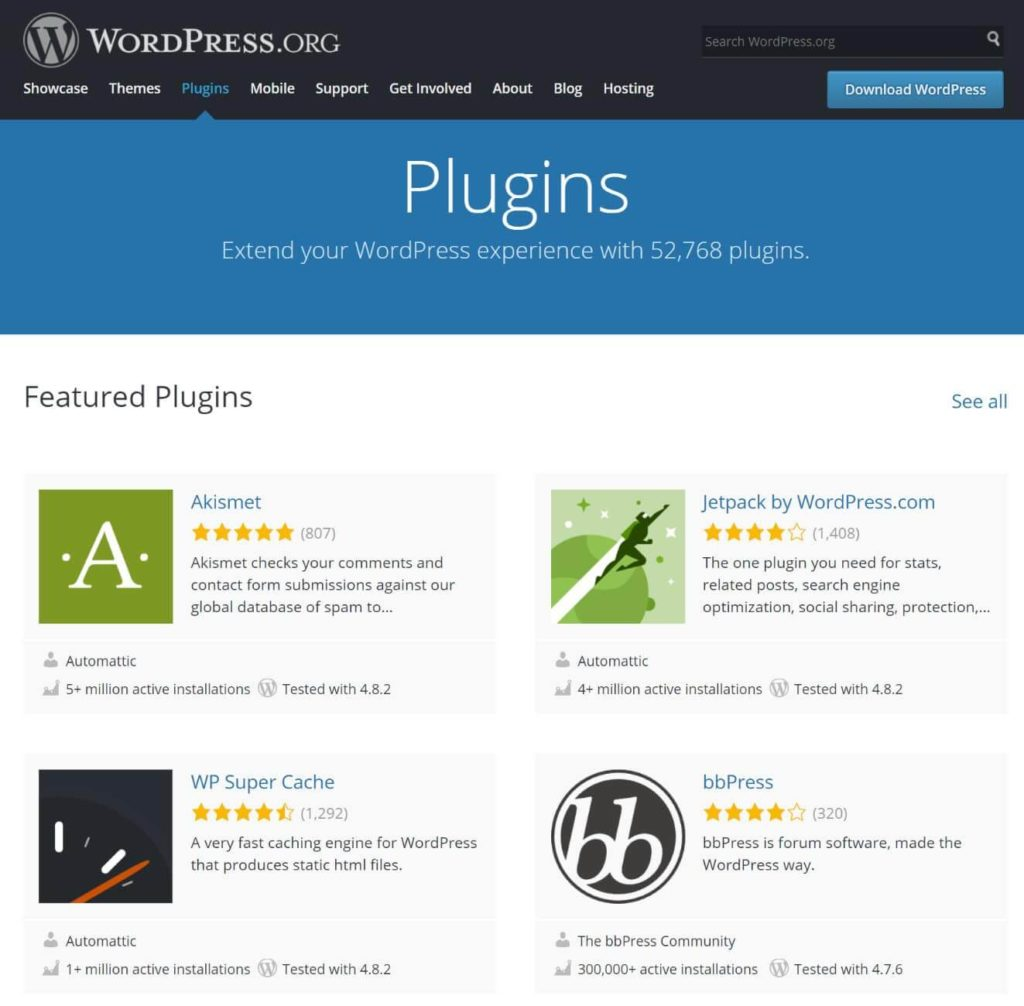 WORDPRESS.ORG
Search WordPress.org
Showcase Themes Plugins Mobile Support Get Involved About Blog Hosting
Download WordPress
Plugins
Extend your WordPress experience with 52,768 plugins.
Featured Plugins
See all
A
Akismet
(807)
Akismet checks your comments and
contact form submissions against our
global database of spam to...
Automattic
5+ million active installations Tested with 4.8.2
Jetpack by WordPress.com
(1,408)
The one plugin you need for stats,
related posts, search engine
optimization, social sharing, protection,...
Automattic
4+ million active installations Tested with 4.8.2
WP Super Cache
(1,292)
A very fast caching engine for WordPress
that produces static html files.
Automattic
1+ million active installations Tested with 4.8.2
bb
bbPress
(320)
bbPress is forum software, made the
WordPress way.
The bbPress Community
300,000+ active installations Tested with 4.7.6